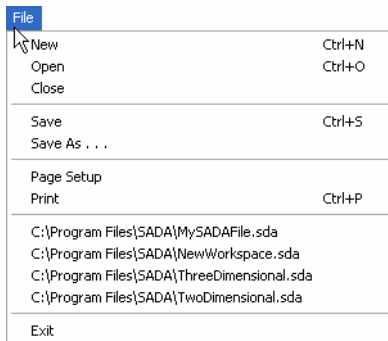 File
New Ctrl+N
Open Ctrl+O
Close
Save Ctrl+S
Save As . . .
Page Setup
Print Ctrl+P
C:\Program Files\SADA\MySADAFile.sda
C:\Program Files\SADA\NewWorkspace.sda
C:\Program Files\SADA\ThreeDimensional.sda
C:\Program Files\SADA\TwoDimensional.sda
Exit